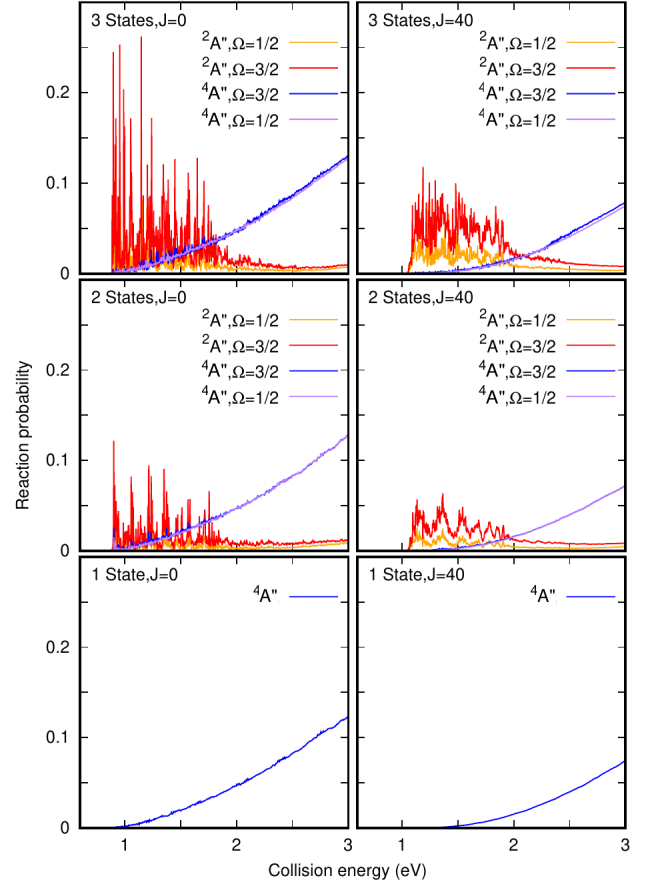 3 States,J=0
²A",Ω=1/2
²A",Ω=3/2
⁴A",Ω=3/2
⁴A",Ω=1/2
0.2
0.1
0
3 States,J=40
²A",Ω=1/2
²A",Ω=3/2
⁴A",Ω=3/2
⁴A",Ω=1/2
2 States,J=0
²A",Ω=1/2
²A",Ω=3/2
⁴A",Ω=3/2
⁴A",Ω=1/2
0.2
0.1
0
2 States,J=40
²A",Ω=1/2
²A",Ω=3/2
⁴A",Ω=3/2
⁴A",Ω=1/2
Reaction probability
1 State,J=0
⁴A"
0.2
0.1
0
1 2 3
1 State,J=40
⁴A"
1 2 3
Collision energy (eV)